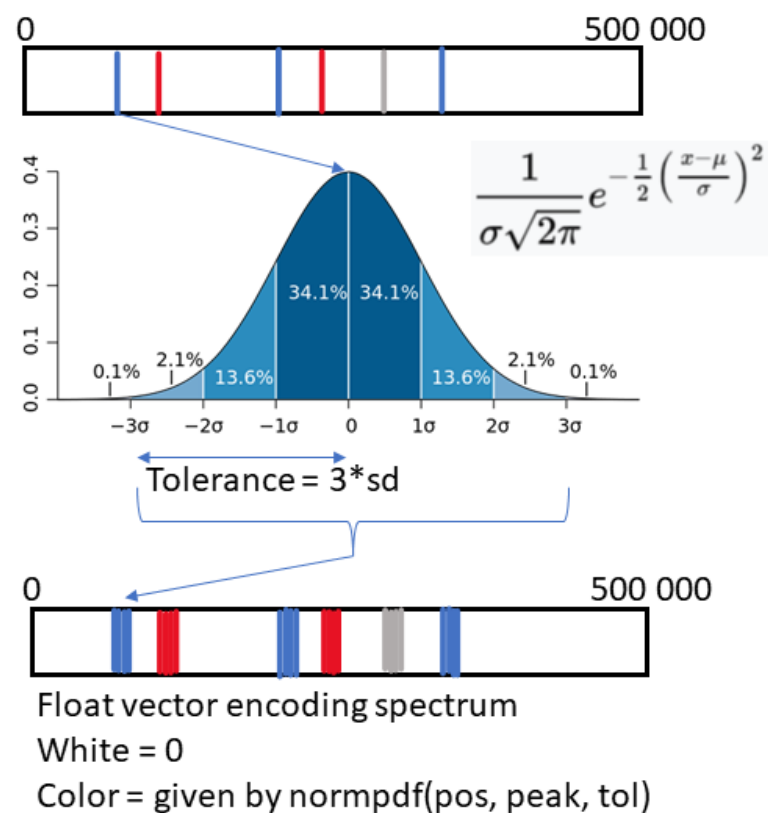 0 500 000
1
σ√2π e −1/2 (x−μ/σ)²
0.4
0.3
0.2
0.1
0.0
34.1% 34.1%
0.1% 2.1% 13.6% 13.6% 2.1% 0.1%
−3σ −2σ −1σ 0 1σ 2σ 3σ
Tolerance = 3*sd
0 500 000
Float vector encoding spectrum
White = 0
Color = given by normpdf(pos, peak, tol)